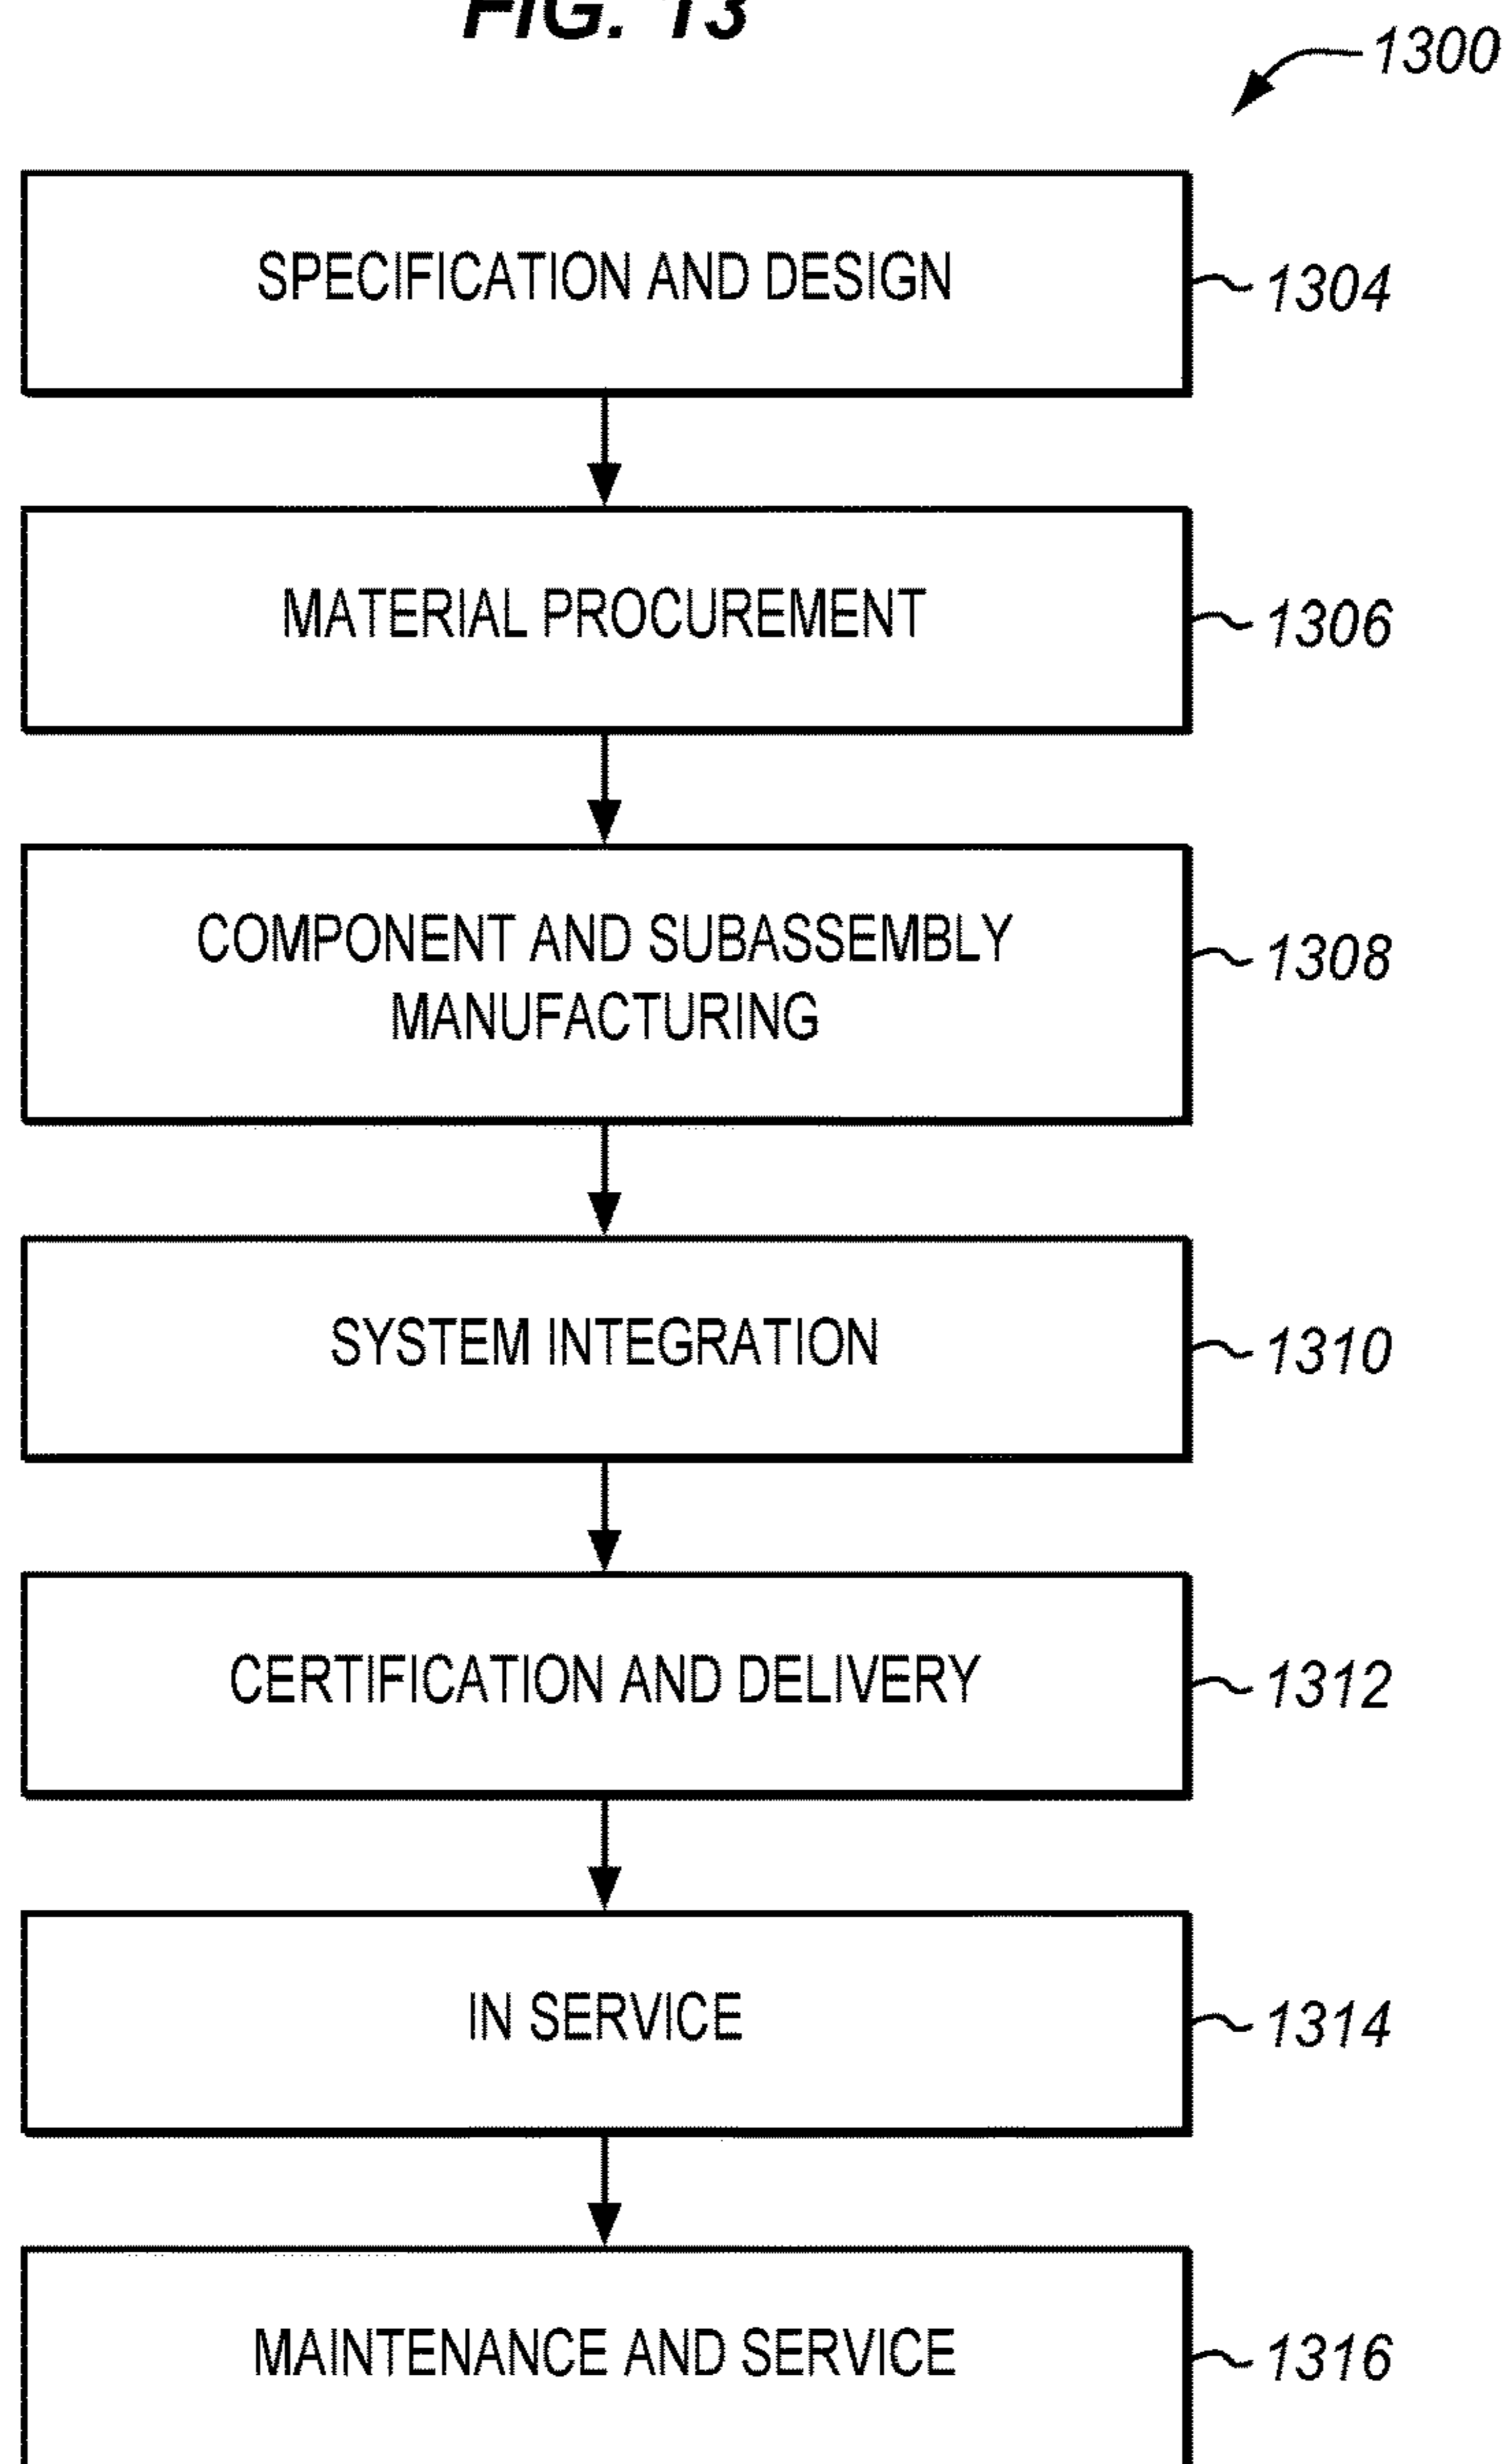 FIG. 13
1300
SPECIFICATION AND DESIGN
1304
MATERIAL PROCUREMENT
1306
COMPONENT AND SUBASSEMBLY
MANUFACTURING
1308
SYSTEM INTEGRATION
1310
CERTIFICATION AND DELIVERY
1312
IN SERVICE
1314
MAINTENANCE AND SERVICE
1316